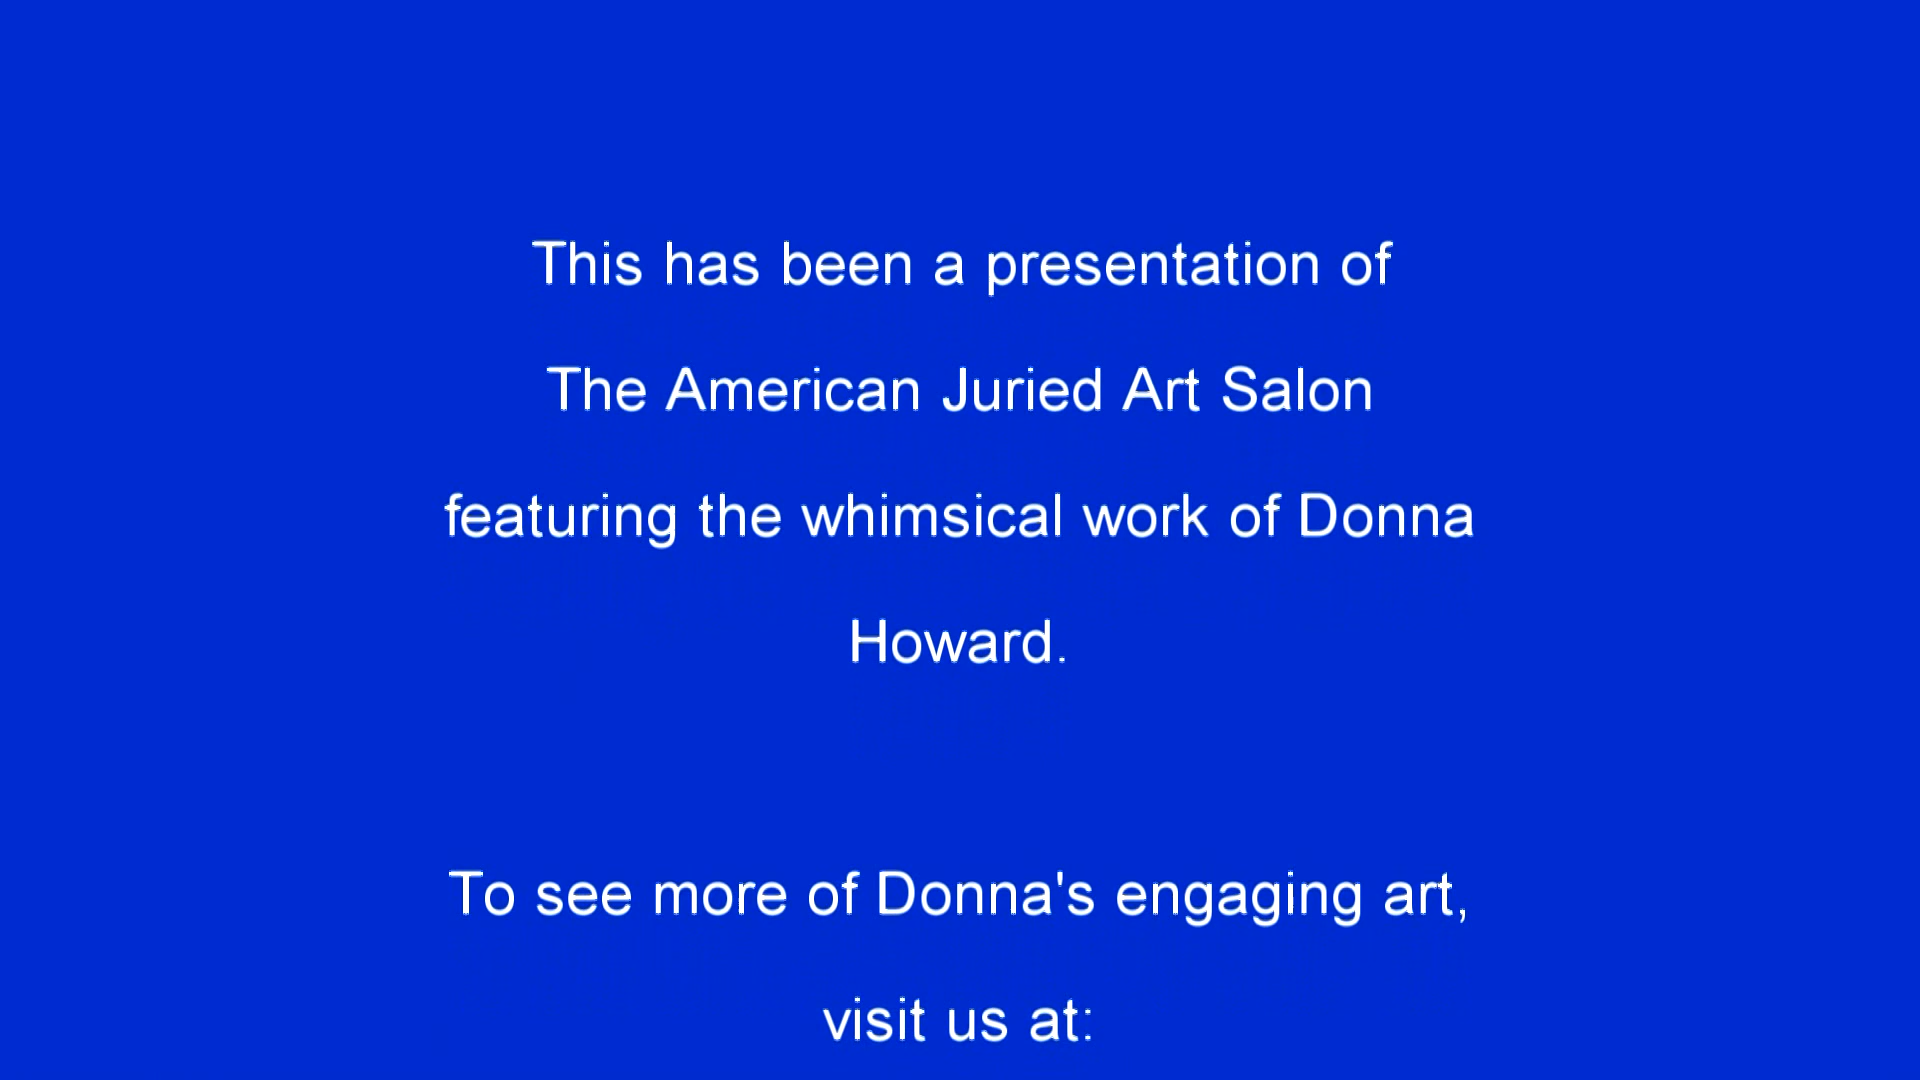 This has been a presentation of
The American Juried Art Salon
featuring the whimsical work of Donna
Howard.
To see more of Donna's engaging art,
visit us at: